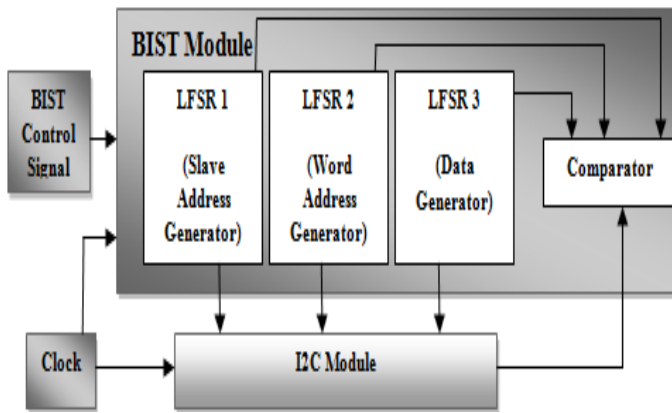 BIST Module
BIST
Control
Signal
LFSR 1
(Slave
Address
Generator)
LFSR 2
(Word
Address
Generator)
LFSR 3
(Data
Generator)
Comparator
Clock
I2C Module